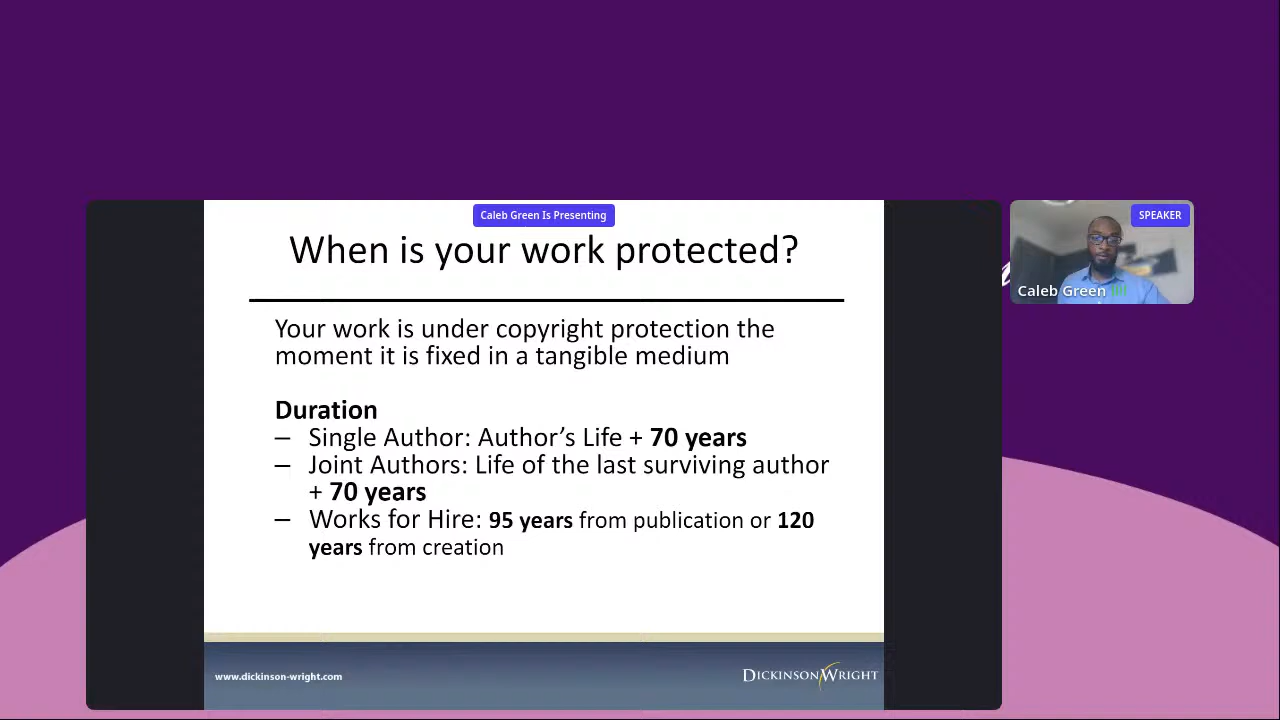 Caleb Green Is Presenting
SPEAKER
Caleb Green
When is your work protected?
Your work is under copyright protection the
moment it is fixed in a tangible medium
Duration
– Single Author: Author's Life + 70 years
– Joint Authors: Life of the last surviving author
+ 70 years
– Works for Hire: 95 years from publication or 120
years from creation
www.dickinson-wright.com
DICKINSON WRIGHT